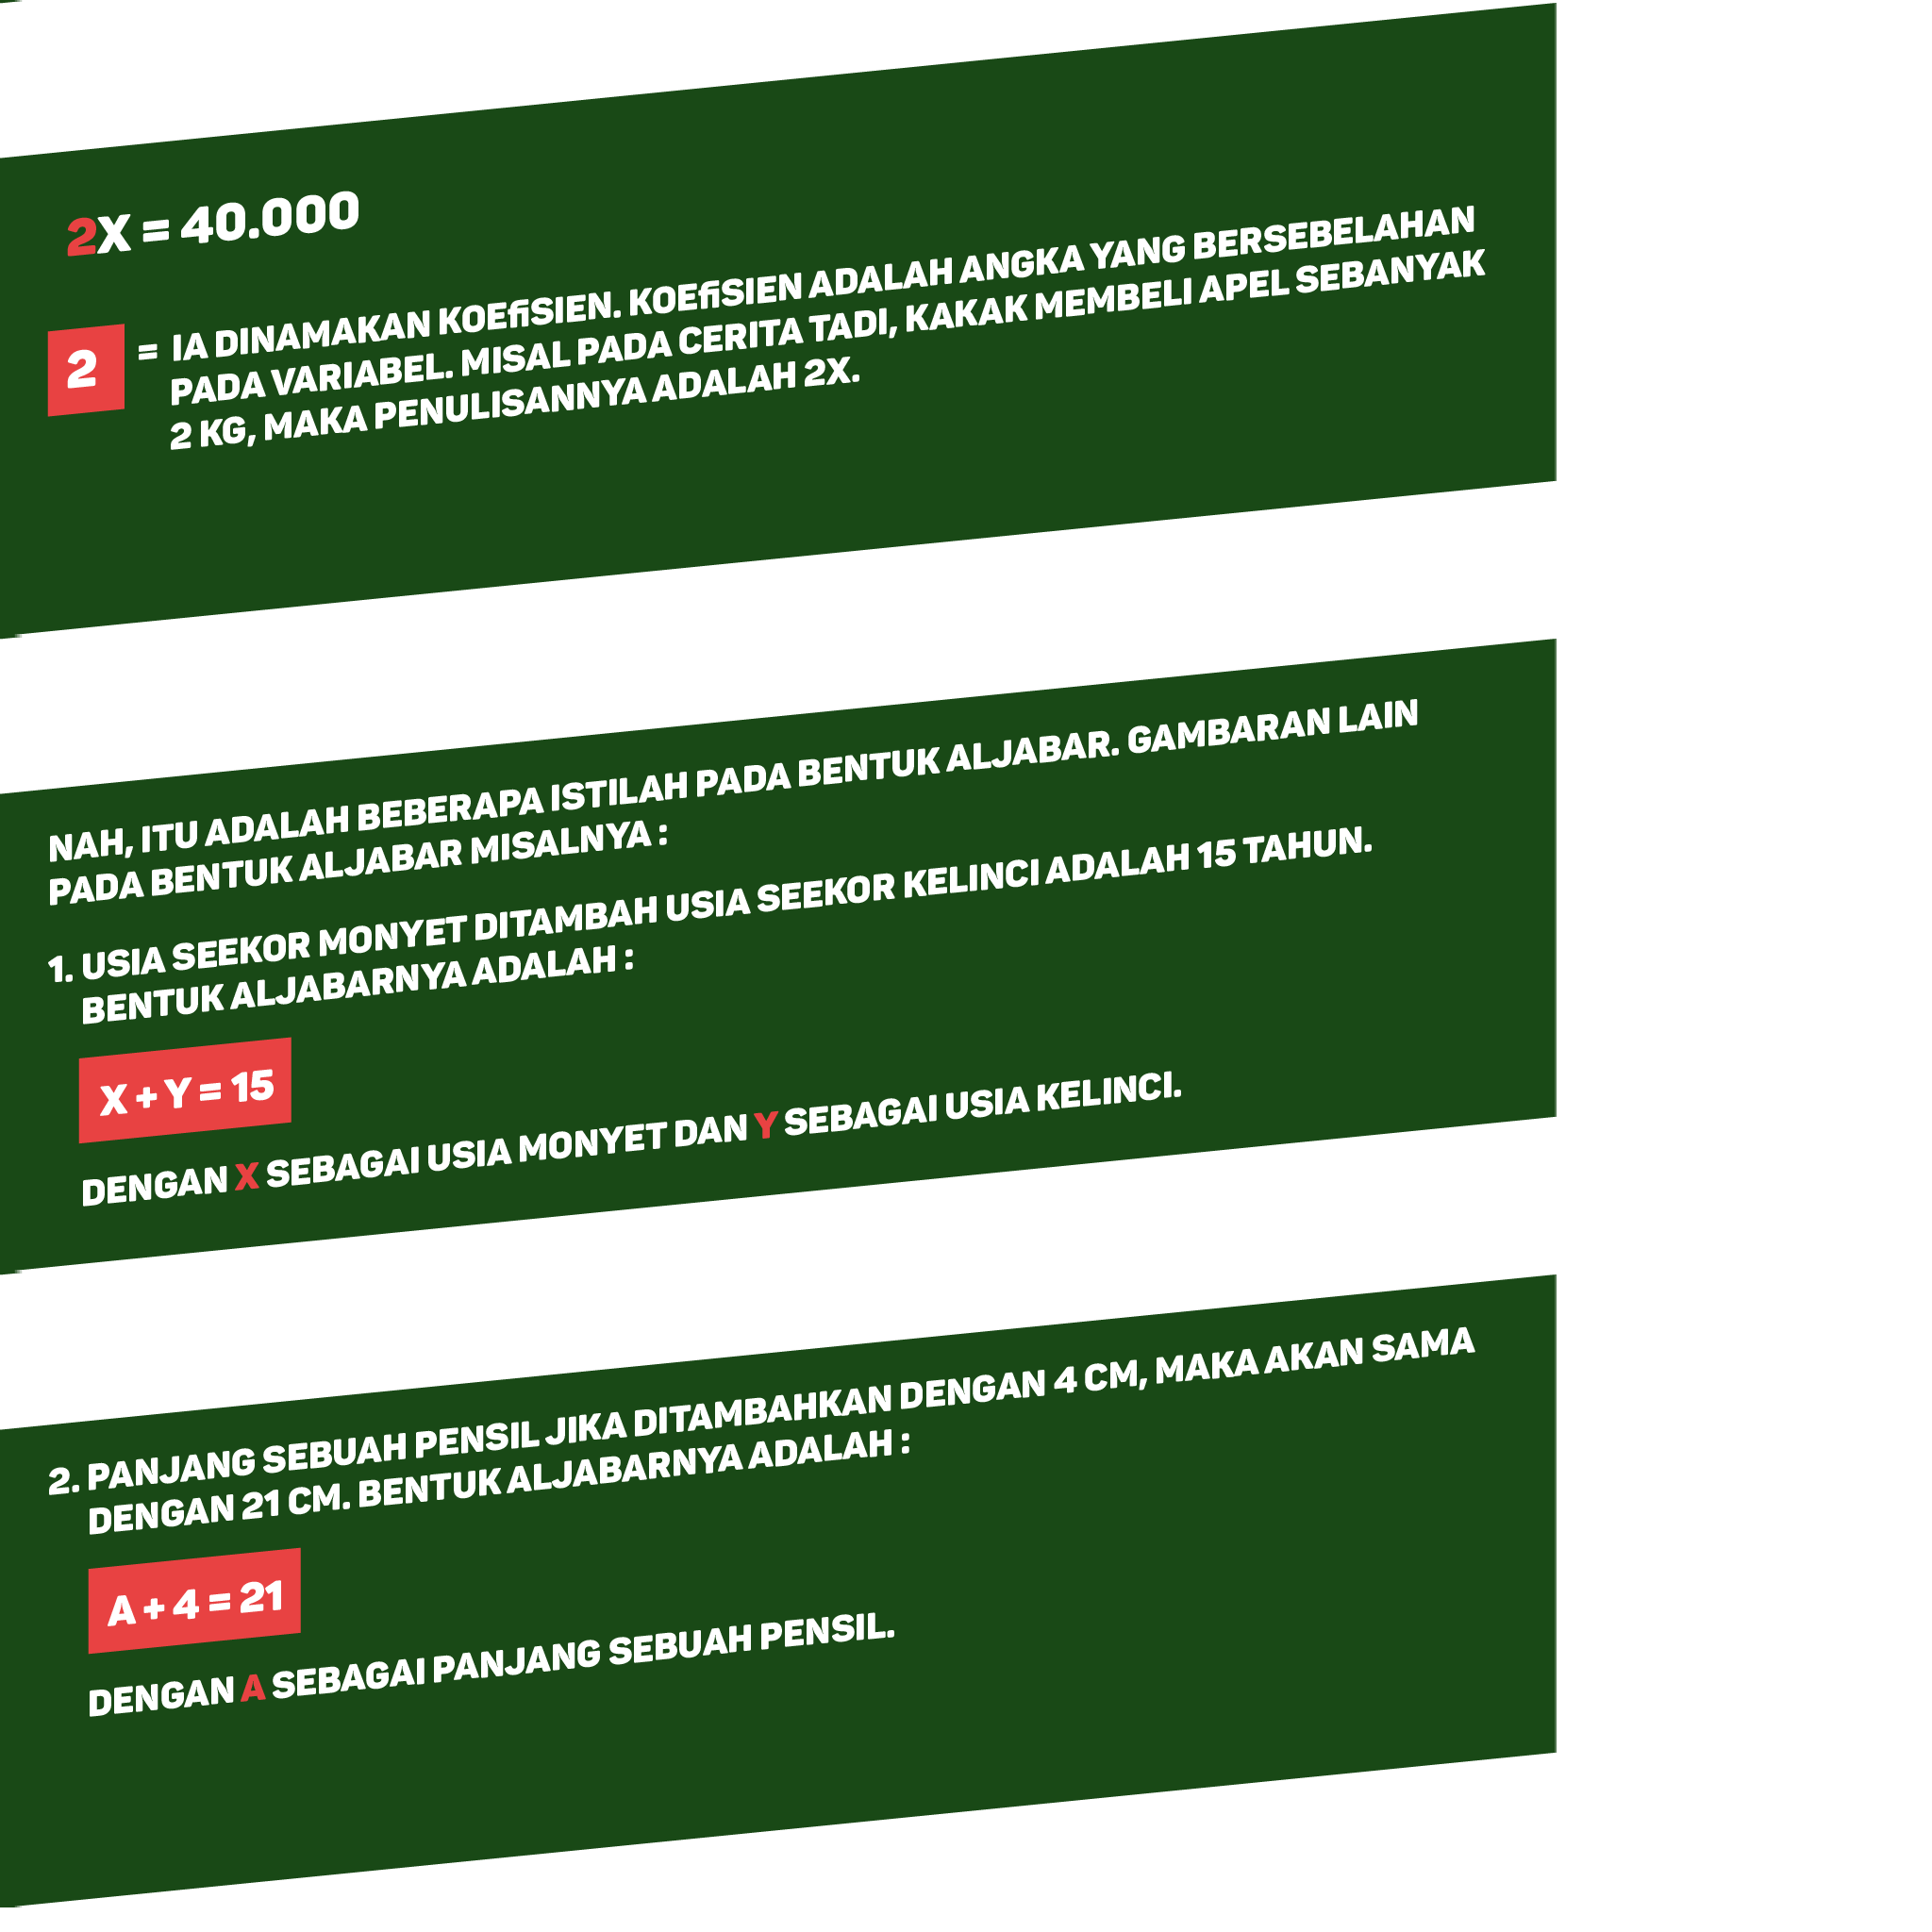 2X = 40.000
2 = IA DINAMAKAN KOEfiSIEN. KOEfiSIEN ADALAH ANGKA YANG BERSEBELAHAN
PADA VARIABEL. MISAL PADA CERITA TADI, KAKAK MEMBELI APEL SEBANYAK
2 KG, MAKA PENULISANNYA ADALAH 2X.
NAH, ITU ADALAH BEBERAPA ISTILAH PADA BENTUK ALJABAR. GAMBARAN LAIN
PADA BENTUK ALJABAR MISALNYA :
1. USIA SEEKOR MONYET DITAMBAH USIA SEEKOR KELINCI ADALAH 15 TAHUN.
BENTUK ALJABARNYA ADALAH :
X + Y = 15
DENGAN X SEBAGAI USIA MONYET DAN Y SEBAGAI USIA KELINCI.
2. PANJANG SEBUAH PENSIL JIKA DITAMBAHKAN DENGAN 4 CM, MAKA AKAN SAMA
DENGAN 21 CM. BENTUK ALJABARNYA ADALAH :
A + 4 = 21
DENGAN A SEBAGAI PANJANG SEBUAH PENSIL.